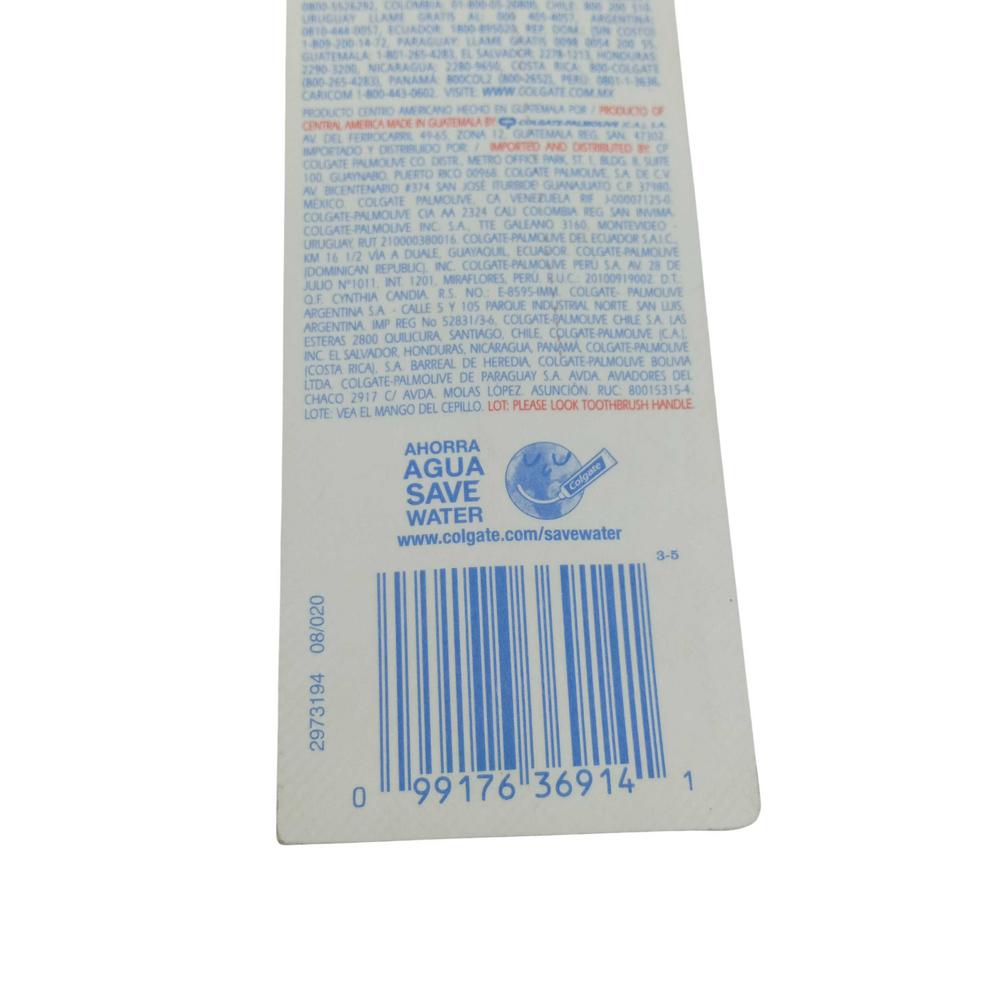 0800-5526292, COLOMBIA: 01-800-05-20805, CHILE: 800 200 510
URUGUAY LLAME GRATIS AL: 000 405-4057, ARGENTINA:
0810-444-0057, ECUADOR: 1800-895020, REP. DOM.: (SIN COSTO)
1-809-200-14-72, PARAGUAY: LLAME GRATIS 0098 0054 200 55,
GUATEMALA: 1-801-265-4283, EL SALVADOR: 2278-1213, HONDURAS:
2290-3200, NICARAGUA: 2280-9650, COSTA RICA: 800-COLGATE
(800-265-4283), PANAMÁ: 800COL2 (800-2652), PERÚ: 0801-1-3636,
CARICOM 1-800-443-0602. VISITE: WWW.COLGATE.COM.MX
PRODUCTO CENTRO AMERICANO HECHO EN GUATEMALA POR / PRODUCTO OF
CENTRAL AMERICA MADE IN GUATEMALA BY COLGATE-PALMOLIVE (C.A.), S.A.
AV. DEL FERROCARRIL 49-65, ZONA 12, GUATEMALA REG. SAN. 47302.
IMPORTADO Y DISTRIBUIDO POR: / IMPORTED AND DISTRIBUTED BY: CP
COLGATE PALMOLIVE CO. DISTR., METRO OFFICE PARK, ST. 1, BLDG. 8, SUITE
100, GUAYNABO, PUERTO RICO 00968. COLGATE PALMOLIVE, S.A. DE C.V.
AV. BICENTENARIO #374 SAN JOSÉ ITURBIDE GUANAJUATO C.P. 37980,
MÉXICO. COLGATE PALMOLIVE, CA VENEZUELA RIF J-00007125-0.
COLGATE-PALMOLIVE CIA AA 2324 CALI COLOMBIA REG SAN INVIMA.
COLGATE-PALMOLIVE INC. S.A., TTE GALEANO 3160, MONTEVIDEO -
URUGUAY, RUT 210000380016. COLGATE-PALMOLIVE DEL ECUADOR S.A.I.C.,
KM 16 1/2 VÍA A DUALE, GUAYAQUIL, ECUADOR. COLGATE-PALMOLIVE
(DOMINICAN REPUBLIC), INC. COLGATE-PALMOLIVE PERÚ S.A. AV. 28 DE
JULIO N°1011, INT. 1201, MIRAFLORES, PERÚ, R.U.C.: 20100919002. D.T.:
Q.F. CYNTHIA CANDIA. R.S. NO.: E-8595-IMM. COLGATE- PALMOLIVE
ARGENTINA S.A. - CALLE 5 Y 105 PARQUE INDUSTRIAL NORTE. SAN LUIS,
ARGENTINA. IMP REG No 52831/3-6. COLGATE-PALMOLIVE CHILE S.A. LAS
ESTERAS 2800 QUILICURA, SANTIAGO, CHILE, COLGATE-PALMOLIVE (C.A.),
INC. EL SALVADOR, HONDURAS, NICARAGUA, PANAMÁ, COLGATE-PALMOLIVE
(COSTA RICA), S.A. BARREAL DE HEREDIA, COLGATE-PALMOLIVE BOLIVIA
LTDA. COLGATE-PALMOLIVE DE PARAGUAY S.A. AVDA. AVIADORES DEL
CHACO 2917 C/ AVDA. MOLAS LÓPEZ. ASUNCIÓN. RUC: 80015315-4.
LOTE: VEA EL MANGO DEL CEPILLO. LOT: PLEASE LOOK TOOTHBRUSH HANDLE.
AHORRA
AGUA
SAVE
WATER
Colgate
www.colgate.com/savewater
3-5
2973194 08/020
0 99176 36914 1